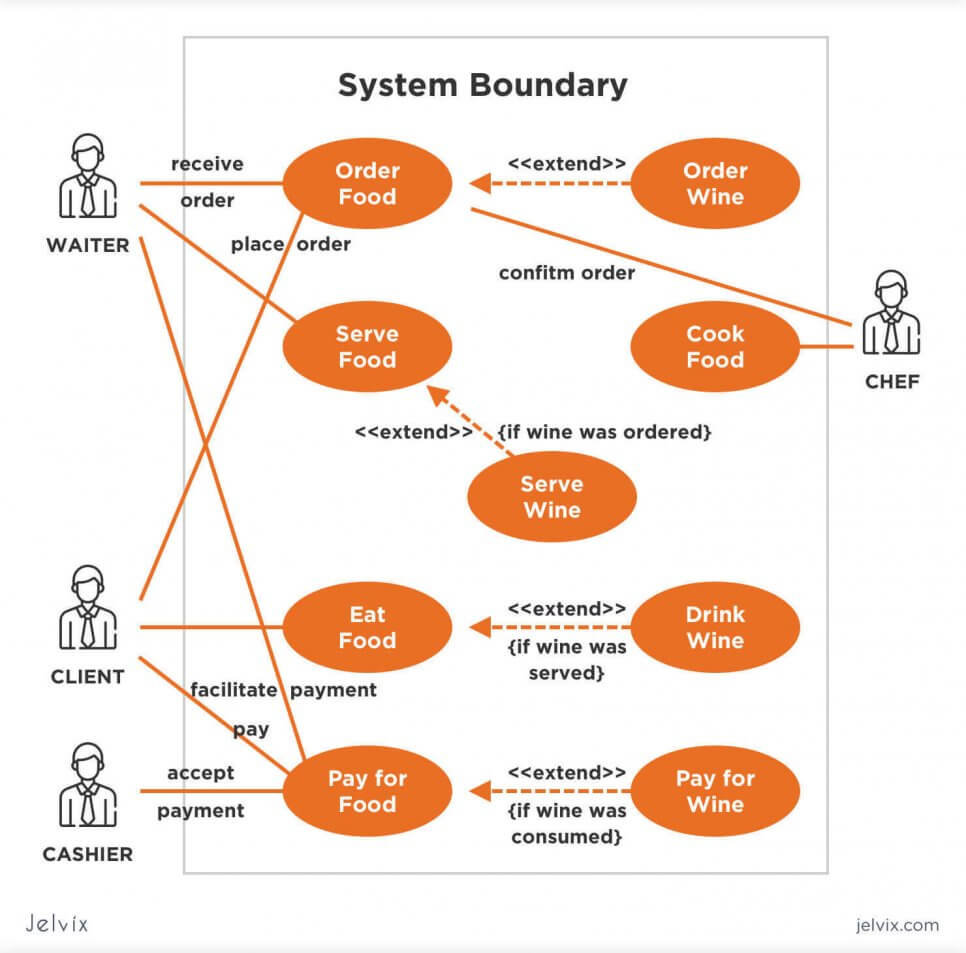 System Boundary
receive
order
Order
Food
<<extend>>
Order
Wine
WAITER
place order
confitm order
Serve
Food
Cook
Food
CHEF
<<extend>>
{if wine was ordered}
Serve
Wine
CLIENT
Eat
Food
<<extend>>
{if wine was
served}
Drink
Wine
facilitate payment
pay
accept
payment
Pay for
Food
<<extend>>
{if wine was
consumed}
Pay for
Wine
CASHIER
Jelvix
jelvix.com